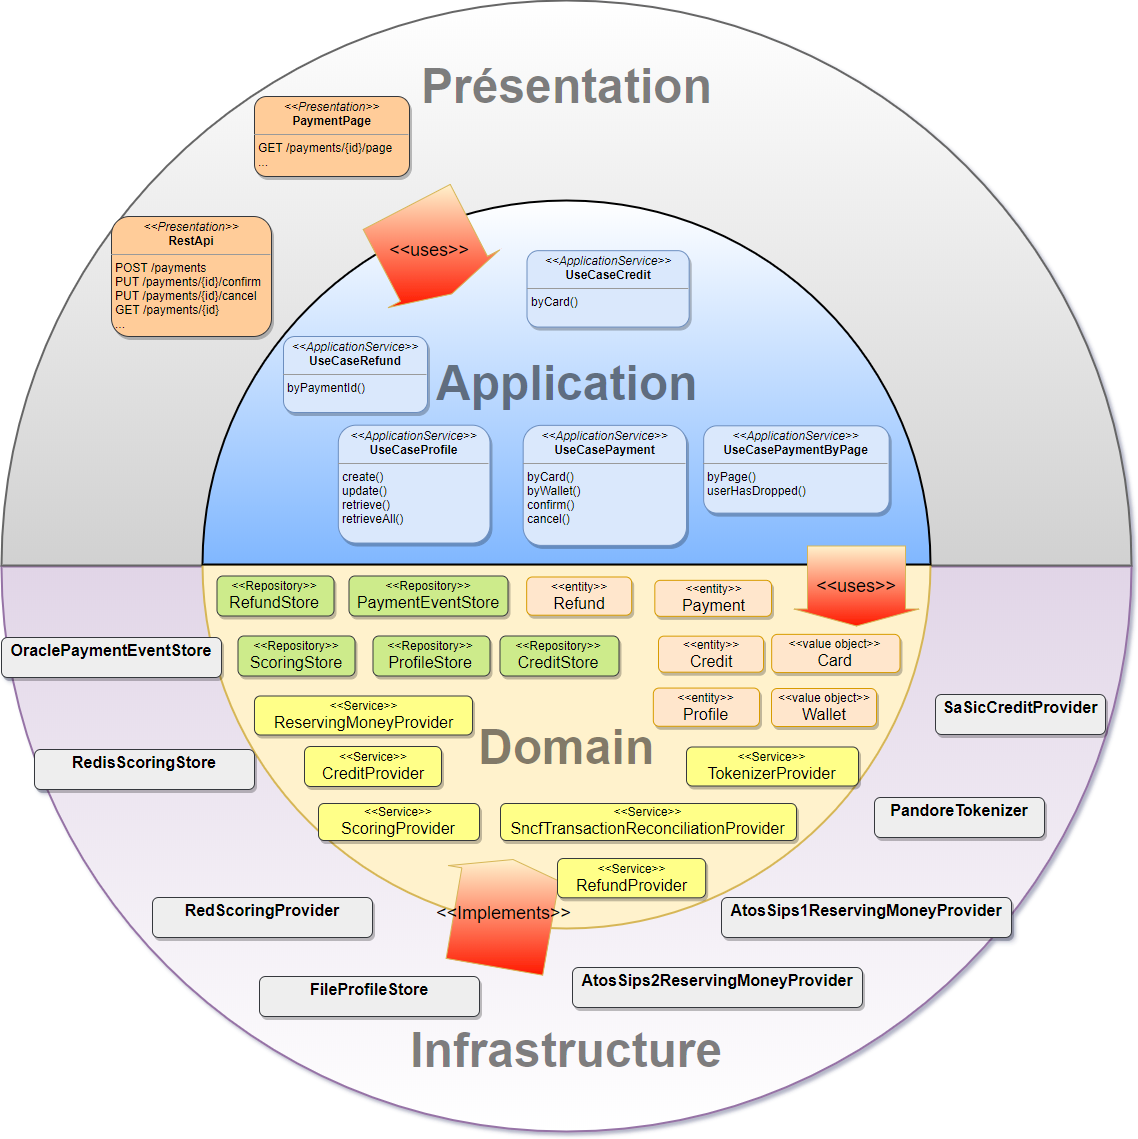 Présentation
<<Presentation>>
PaymentPage
GET /payments/{id}/page
...
<<Presentation>>
RestApi
POST /payments
PUT /payments/{id}/confirm
PUT /payments/{id}/cancel
GET /payments/{id}
...
<<uses>>
<<ApplicationService>>
UseCaseCredit
byCard()
<<ApplicationService>>
UseCaseRefund
byPaymentId()
Application
<<ApplicationService>>
UseCaseProfile
create()
update()
retrieve()
retrieveAll()
<<ApplicationService>>
UseCasePayment
byCard()
byWallet()
confirm()
cancel()
<<ApplicationService>>
UseCasePaymentByPage
byPage()
userHasDropped()
<<uses>>
<<Repository>>
RefundStore
<<Repository>>
PaymentEventStore
<<entity>>
Refund
<<entity>>
Payment
<<Repository>>
ScoringStore
<<Repository>>
ProfileStore
<<Repository>>
CreditStore
<<entity>>
Credit
<<value object>>
Card
<<entity>>
Profile
<<value object>>
Wallet
<<Service>>
ReservingMoneyProvider
Domain
<<Service>>
CreditProvider
<<Service>>
TokenizerProvider
<<Service>>
ScoringProvider
<<Service>>
SncfTransactionReconciliationProvider
<<Service>>
RefundProvider
<<Implements>>
OraclePaymentEventStore
RedisScoringStore
RedScoringProvider
FileProfileStore
SaSicCreditProvider
PandoreTokenizer
AtosSips1ReservingMoneyProvider
AtosSips2ReservingMoneyProvider
Infrastructure